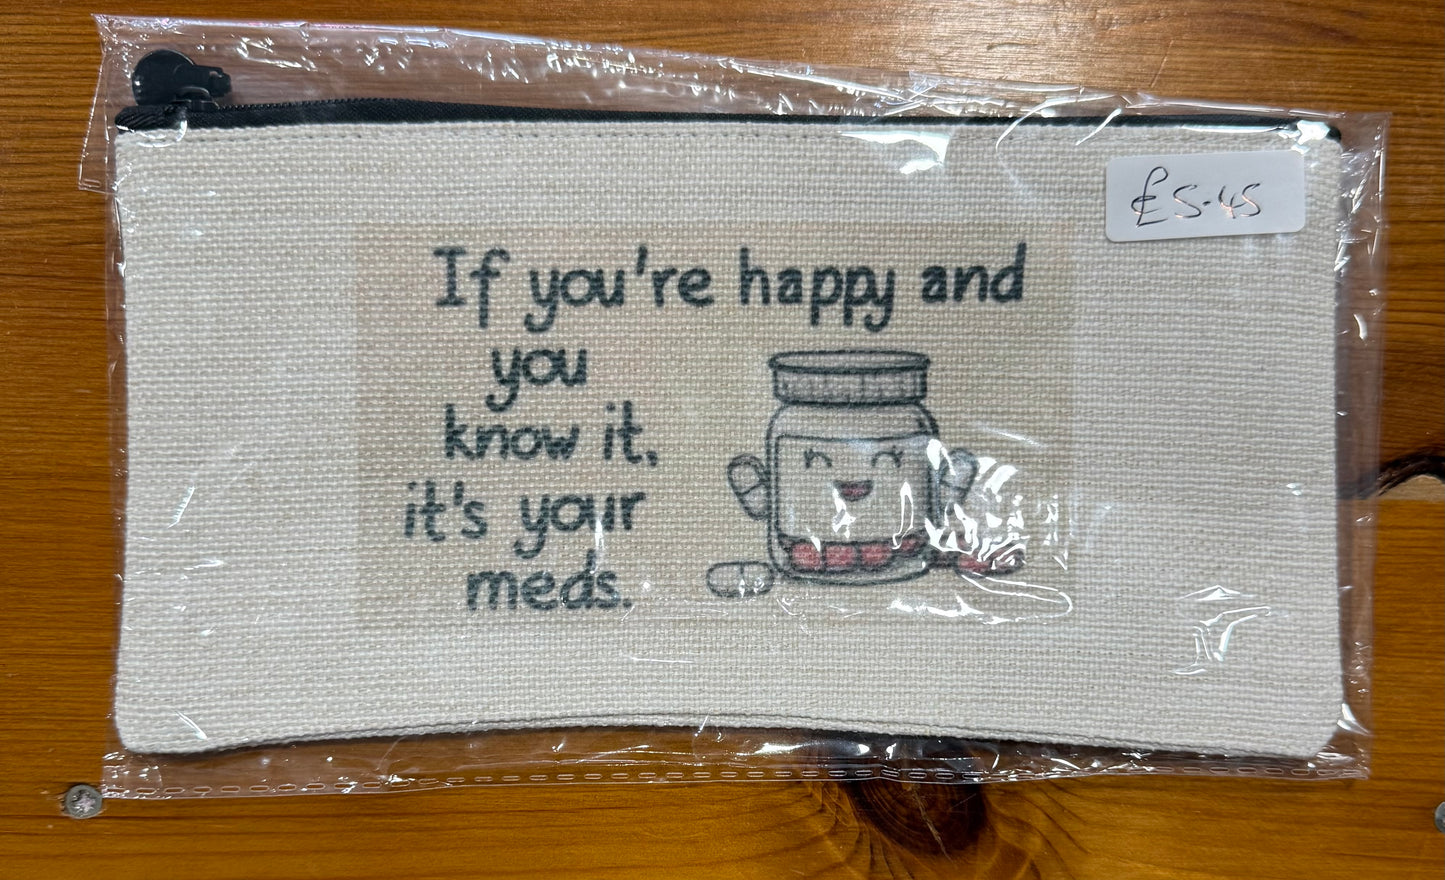 £5.45
If you're happy and
you
know it,
it's your
meds.